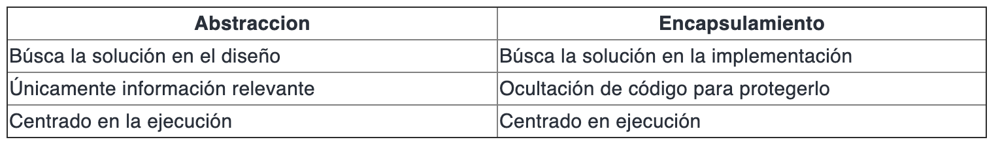 Abstraccion Encapsulamiento
Búsca la solución en el diseño Búsca la solución en la implementación
Únicamente información relevante Ocultación de código para protegerlo
Centrado en la ejecución Centrado en ejecución